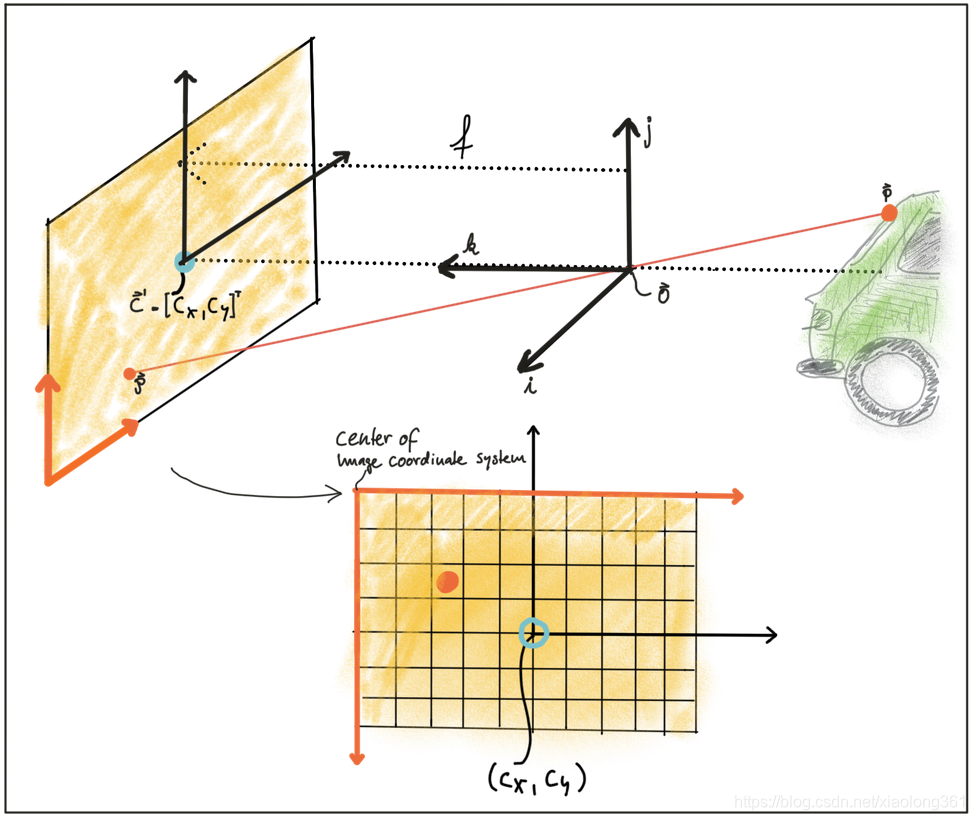 f
j
P⃗
k
O⃗
C⃗' = [Cx, Cy]ᵀ
i
p⃗
Center of
Image coordinate system
(Cx, Cy)
https://blog.csdn.net/xiaolong361